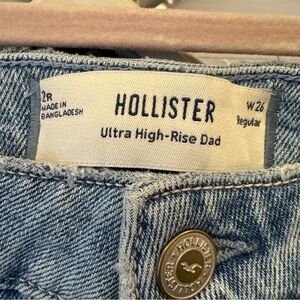 2R
MADE IN
BANGLADESH
HOLLISTER
Ultra High-Rise Dad
W26
Regular
HOLLISTER